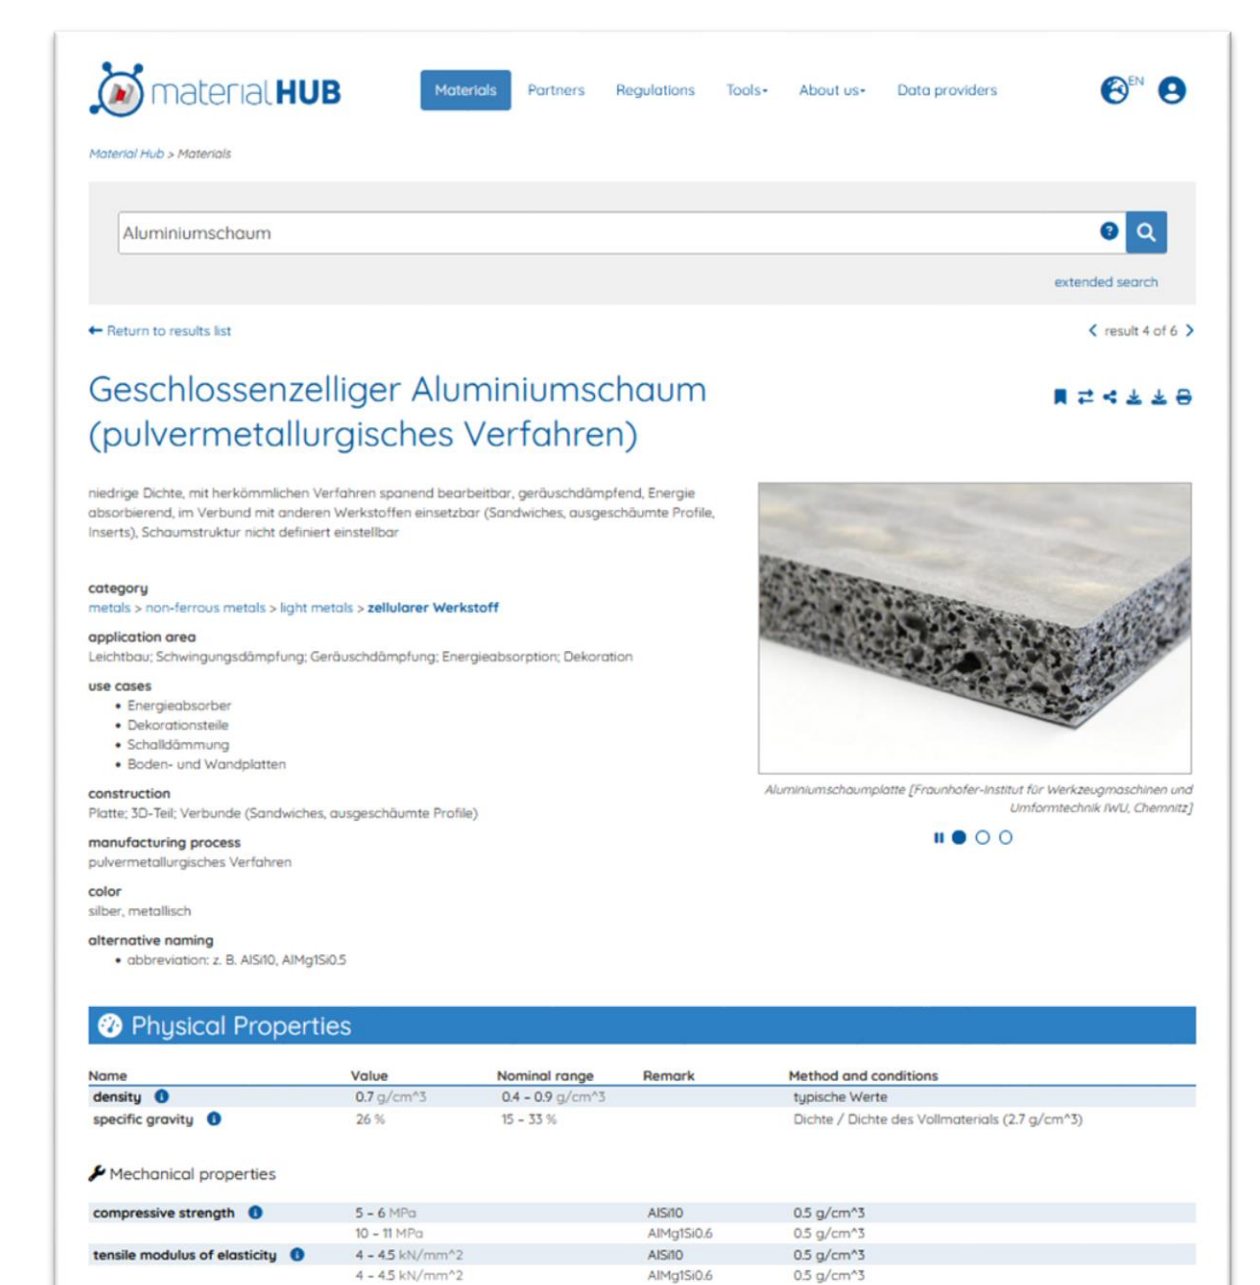 materialHUB
Materials Partners Regulations Tools About us Data providers EN
Material Hub > Materials
Aluminiumschaum
extended search
Return to results list
result 4 of 6
Geschlossenzelliger Aluminiumschaum
(pulvermetallurgisches Verfahren)
niedrige Dichte, mit herkömmlichen Verfahren spanend bearbeitbar, geräuschdämpfend, Energie
absorbierend, im Verbund mit anderen Werkstoffen einsetzbar (Sandwiches, ausgeschäumte Profile,
Inserts), Schaumstruktur nicht definiert einstellbar
category
metals > non-ferrous metals > light metals > zellularer Werkstoff
application area
Leichtbau; Schwingungsdämpfung; Geräuschdämpfung; Energieabsorption; Dekoration
use cases
• Energieabsorber
• Dekorationsteile
• Schalldämmung
• Boden- und Wandplatten
construction
Platte; 3D-Teil; Verbunde (Sandwiches, ausgeschäumte Profile)
manufacturing process
pulvermetallurgisches Verfahren
color
silber, metallisch
alternative naming
• abbreviation: z. B. AlSi10, AlMg1Si0.5
Aluminiumschaumplatte [Fraunhofer-Institut für Werkzeugmaschinen und
Umformtechnik IWU, Chemnitz]
Physical Properties
Name Value Nominal range Remark Method and conditions
density 0.7 g/cm^3 0.4 – 0.9 g/cm^3 typische Werte
specific gravity 26 % 15 – 33 % Dichte / Dichte des Vollmaterials (2.7 g/cm^3)
Mechanical properties
compressive strength 5 – 6 MPa AlSi10 0.5 g/cm^3
10 – 11 MPa AlMg1Si0.6 0.5 g/cm^3
tensile modulus of elasticity 4 – 4.5 kN/mm^2 AlSi10 0.5 g/cm^3
4 – 4.5 kN/mm^2 AlMg1Si0.6 0.5 g/cm^3